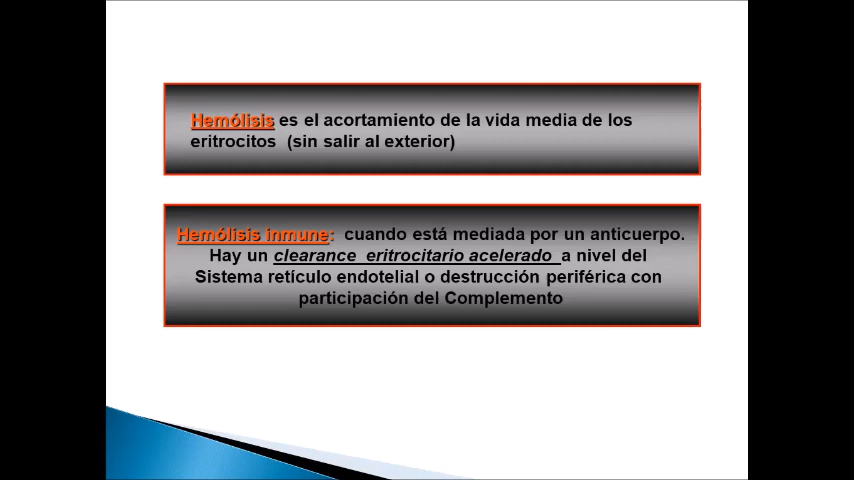 Hemólisis es el acortamiento de la vida media de los
eritrocitos (sin salir al exterior)
Hemólisis inmune: cuando está mediada por un anticuerpo.
Hay un clearance eritrocitario acelerado a nivel del
Sistema retículo endotelial o destrucción periférica con
participación del Complemento